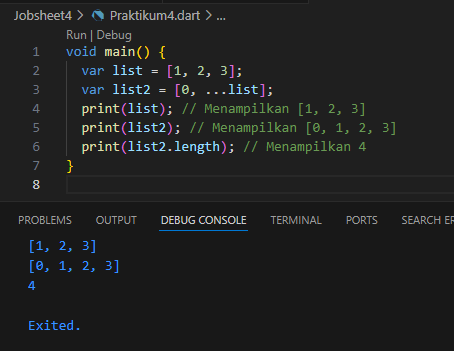 Jobsheet4 > Praktikum4.dart > ...
Run | Debug
1 void main() {
2   var list = [1, 2, 3];
3   var list2 = [0, ...list];
4   print(list); // Menampilkan [1, 2, 3]
5   print(list2); // Menampilkan [0, 1, 2, 3]
6   print(list2.length); // Menampilkan 4
7 }
8
PROBLEMS OUTPUT DEBUG CONSOLE TERMINAL PORTS SEARCH
[1, 2, 3]
[0, 1, 2, 3]
4
Exited.